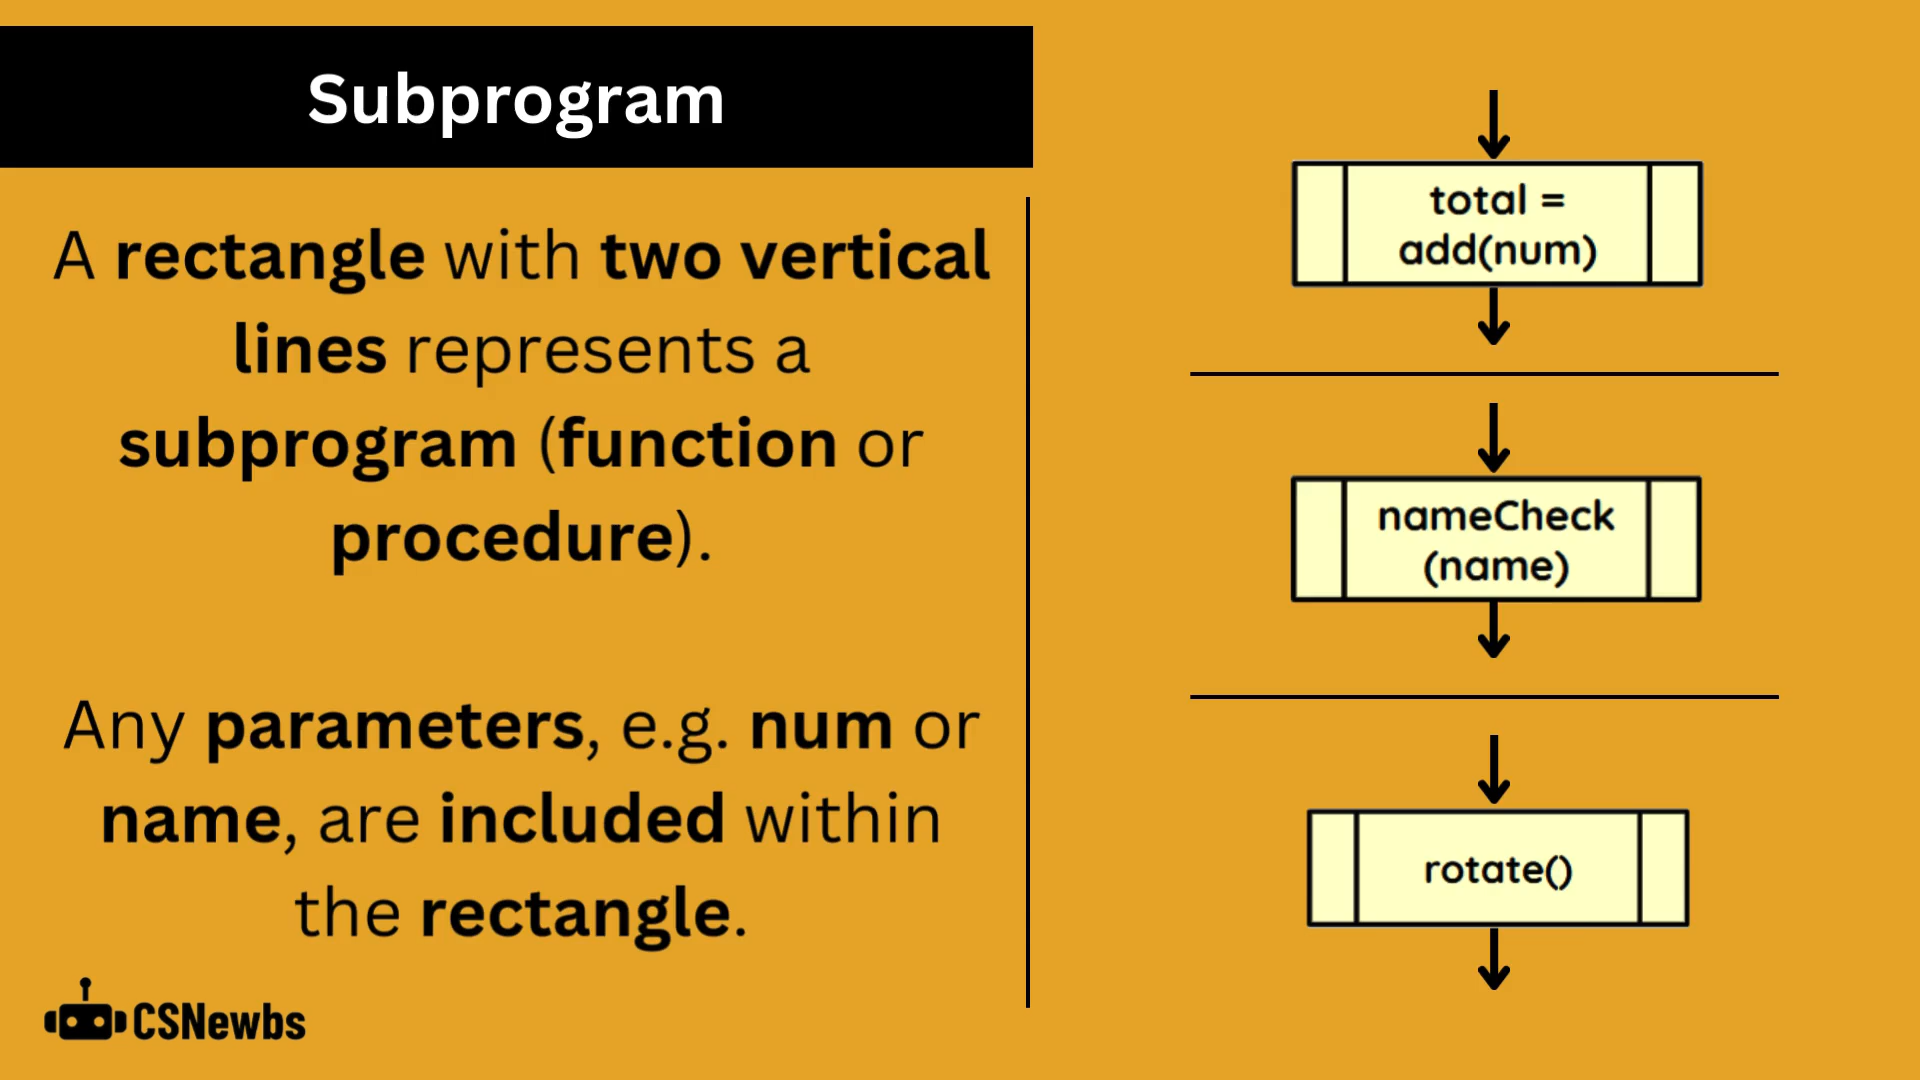 Subprogram
A rectangle with two vertical
lines represents a
subprogram (function or
procedure).
Any parameters, e.g. num or
name, are included within
the rectangle.
CSNewbs
total =
add(num)
nameCheck
(name)
rotate()